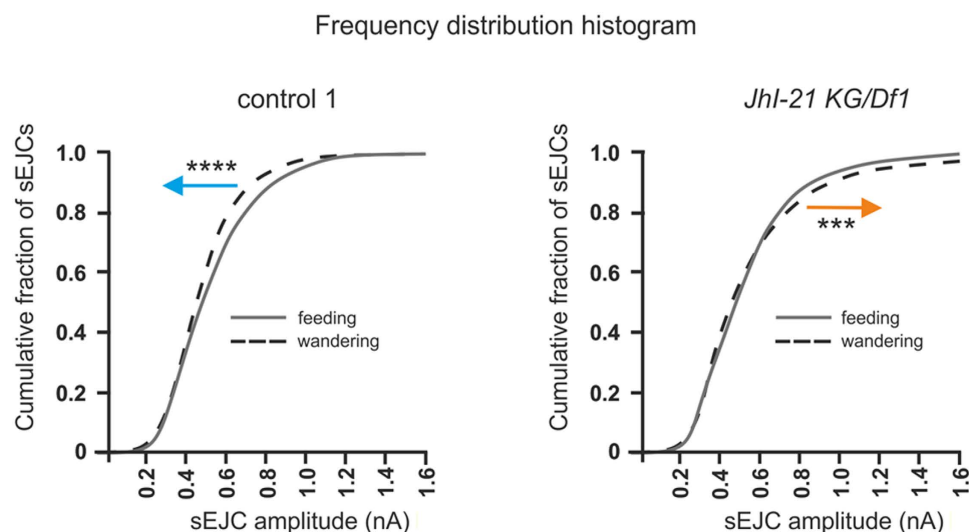 Frequency distribution histogram
control 1
Cumulative fraction of sEJCs
1.0
0.8
0.6
0.4
0.2
0
****
feeding
wandering
0.2 0.4 0.6 0.8 1.0 1.2 1.4 1.6
sEJC amplitude (nA)
JhI-21 KG/Df1
Cumulative fraction of sEJCs
1.0
0.8
0.6
0.4
0.2
0
***
feeding
wandering
0.2 0.4 0.6 0.8 1.0 1.2 1.4 1.6
sEJC amplitude (nA)